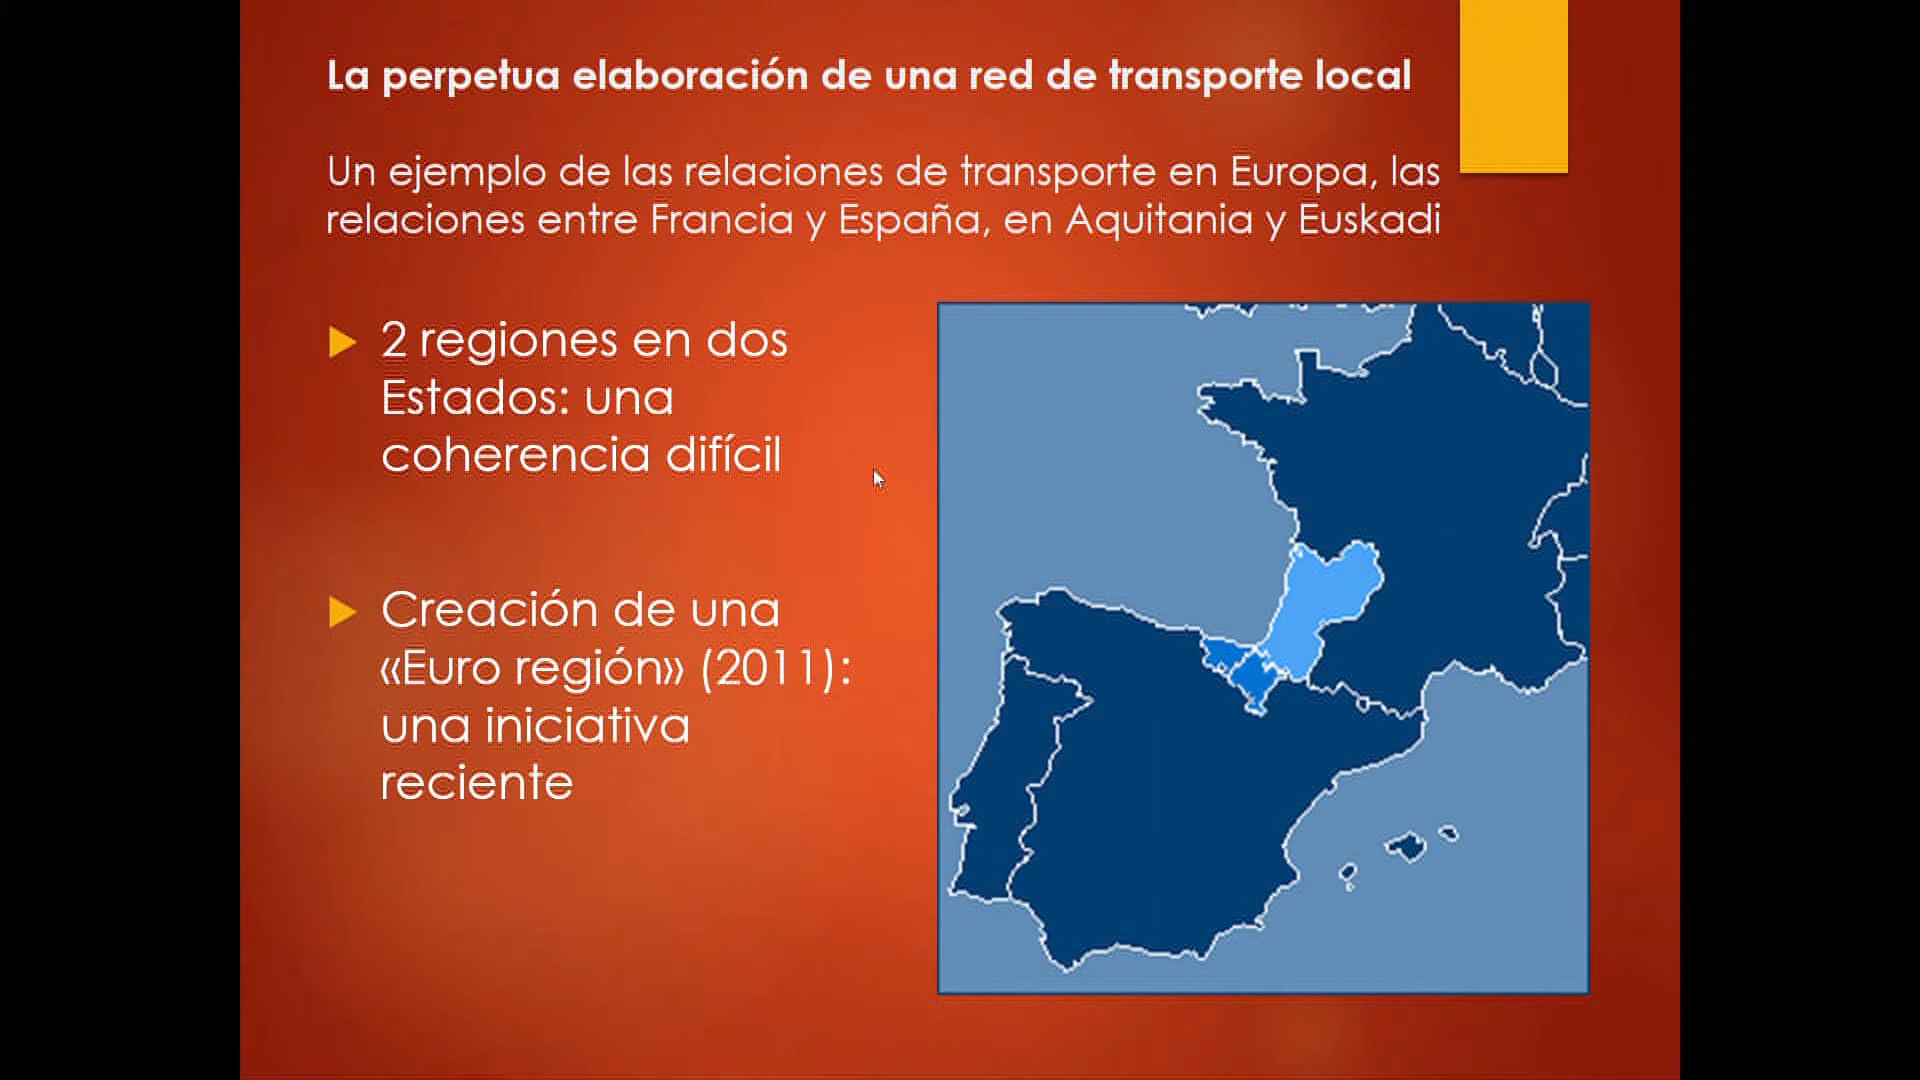 La perpetua elaboración de una red de transporte local
Un ejemplo de las relaciones de transporte en Europa, las
relaciones entre Francia y España, en Aquitania y Euskadi
2 regiones en dos
Estados: una
coherencia difícil
Creación de una
«Euro región» (2011):
una iniciativa
reciente